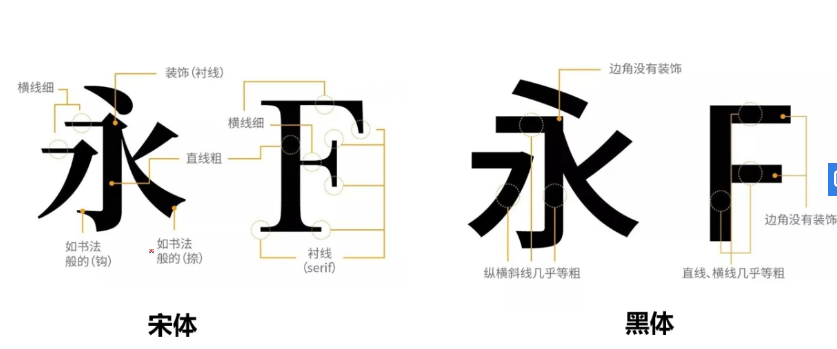 装饰（衬线）
横线细
永
F
横线细
直线粗
如书法
般的（钩）
如书法
般的（捺）
衬线
（serif）
宋体
边角没有装饰
永
F
边角没有装饰
纵横斜线几乎等粗
直线、横线几乎等粗
黑体